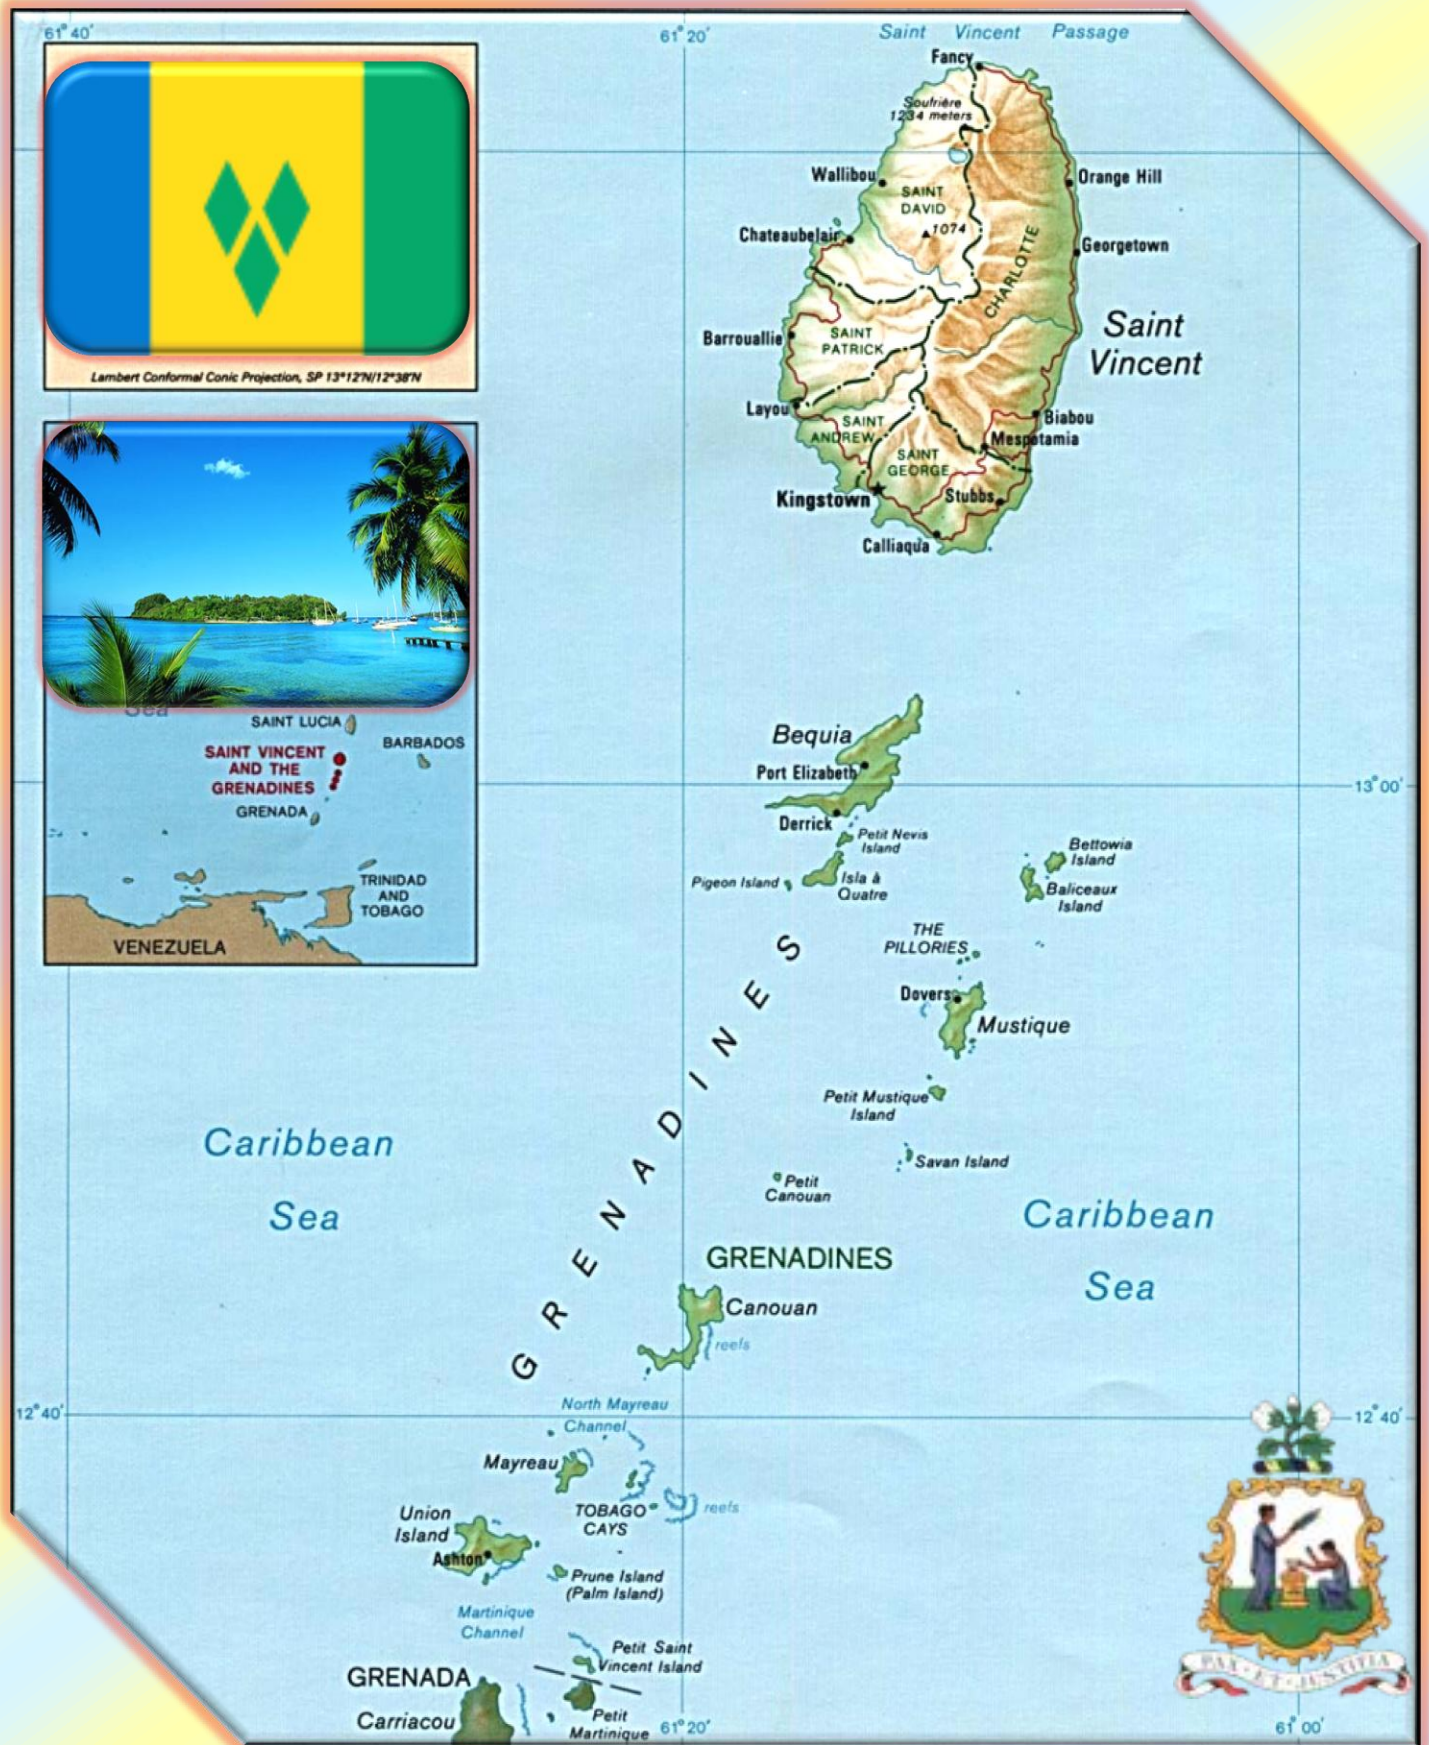 61°40'
61°20'
Saint Vincent Passage
Fancy
Soufrière
1234 meters
Wallibou
Orange Hill
SAINT
DAVID
1074
Chateaubelair
Georgetown
CHARLOTTE
Saint
Vincent
Barrouallie
SAINT
PATRICK
Layou
Biabou
SAINT
ANDREW
Mespotamia
SAINT
GEORGE
Kingstown
Stubbs
Calliaqua
Lambert Conformal Conic Projection, SP 13°12'N/12°38'N
Sea
SAINT LUCIA
BARBADOS
SAINT VINCENT
AND THE
GRENADINES
GRENADA
TRINIDAD
AND
TOBAGO
VENEZUELA
Bequia
Port Elizabeth
13°00'
Derrick
Petit Nevis
Island
Bettowia
Island
Pigeon Island
Isla à
Quatre
Baliceaux
Island
THE
PILLORIES
Dovers
Mustique
GRENADINES
Petit Mustique
Island
Savan Island
Petit
Canouan
Caribbean
Sea
Caribbean
Sea
GRENADINES
Canouan
reefs
North Mayreau
Channel
12°40'
12°40'
Mayreau
TOBAGO
CAYS
reefs
Union
Island
Ashton
Prune Island
(Palm Island)
Martinique
Channel
Petit Saint
Vincent Island
GRENADA
Carriacou
Petit
Martinique
61°20'
61°00'
PAX · ET · JUSTITIA